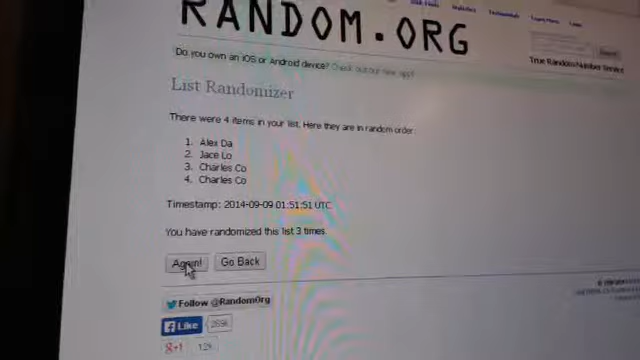 RANDOM.ORG
Do you own an iOS or Android device? Check out our new app!
True Random Number Service
List Randomizer
There were 4 items in your list. Here they are in random order:
1. Alex Da
2. Jace Lo
3. Charles Co
4. Charles Co
Timestamp: 2014-09-09 01:51:51 UTC
You have randomized this list 3 times.
Again! Go Back
Follow @RandomOrg
Like
g+1 12k